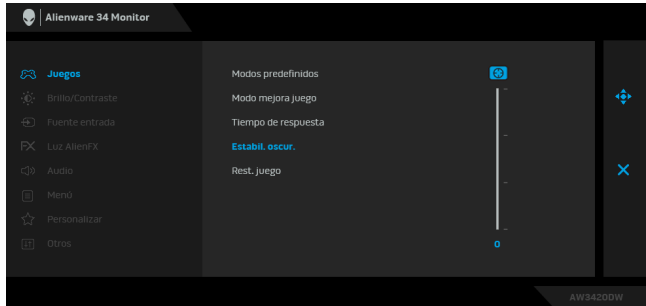 Alienware 34 Monitor
Juegos
Brillo/Contraste
Fuente entrada
Luz AlienFX
Audio
Menú
Personalizar
Otros
Modos predefinidos
Modo mejora juego
Tiempo de respuesta
Estabil. oscur.
Rest. juego
0
AW3420DW